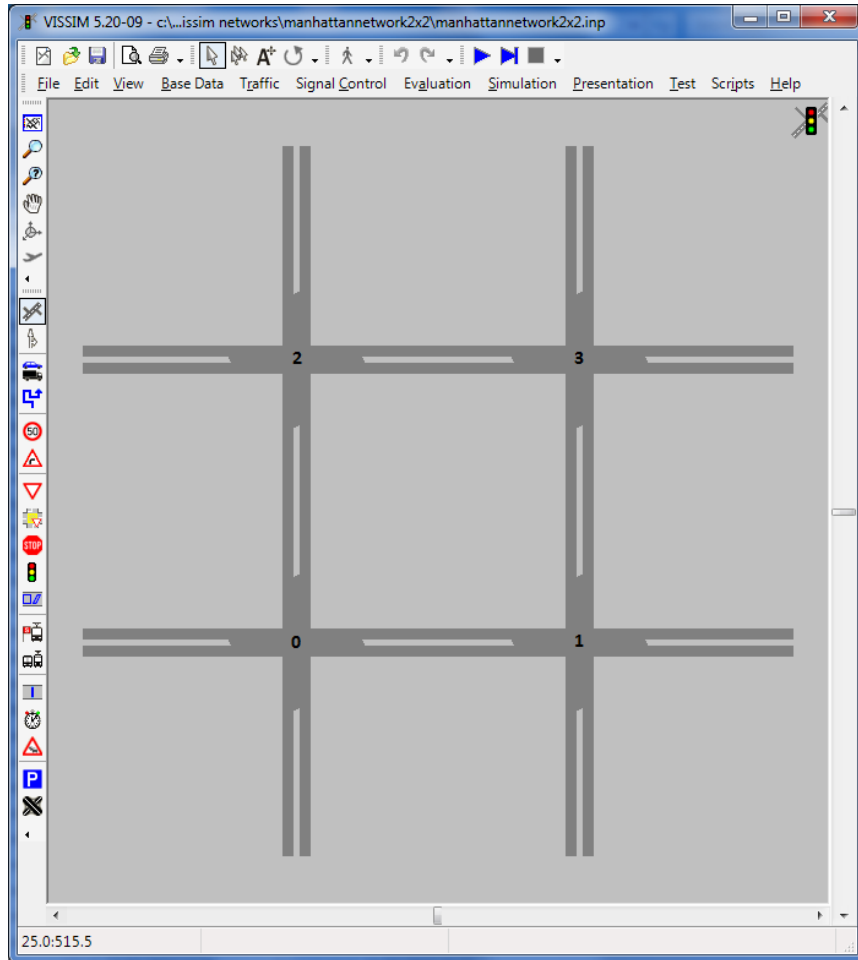 VISSIM 5.20-09 - c:\...issim networks\manhattannetwork2x2\manhattannetwork2x2.inp
File Edit View Base Data Traffic Signal Control Evaluation Simulation Presentation Test Scripts Help
2 3
50
STOP
0 1
P
25.0:515.5